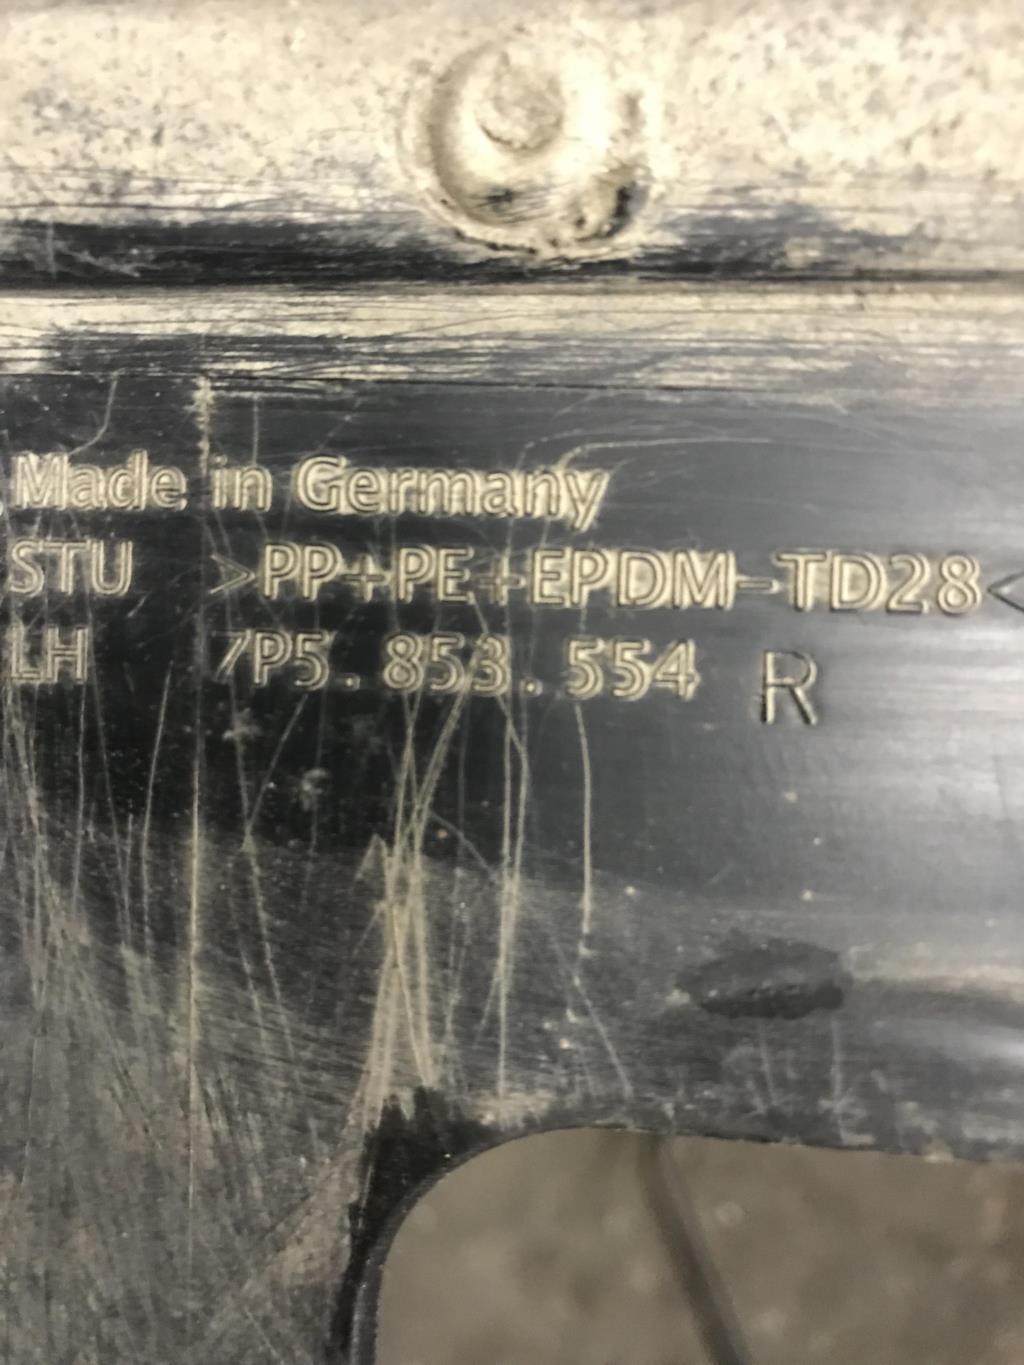 Made in Germany
STU >PP+PE+EPDM-TD28<
LH 7P5.853.554 R